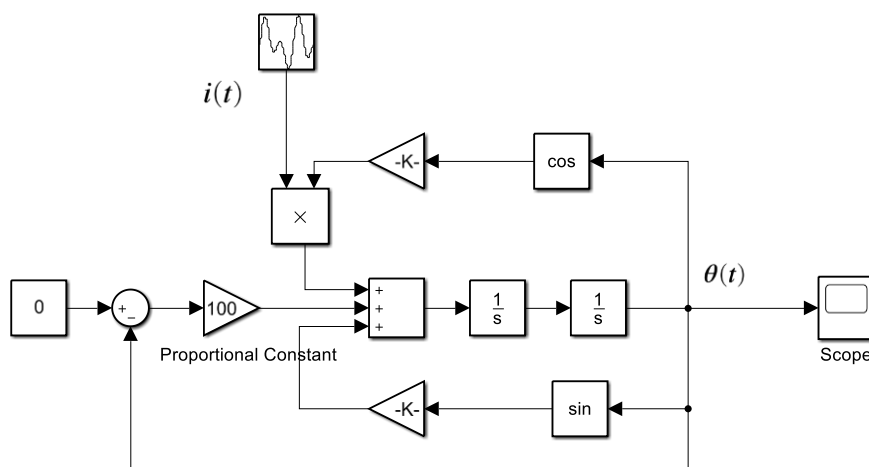 i(t)
-K-
cos
×
θ(t)
0
+
−
100
+
+
+
1
s
1
s
Proportional Constant
Scope
-K-
sin